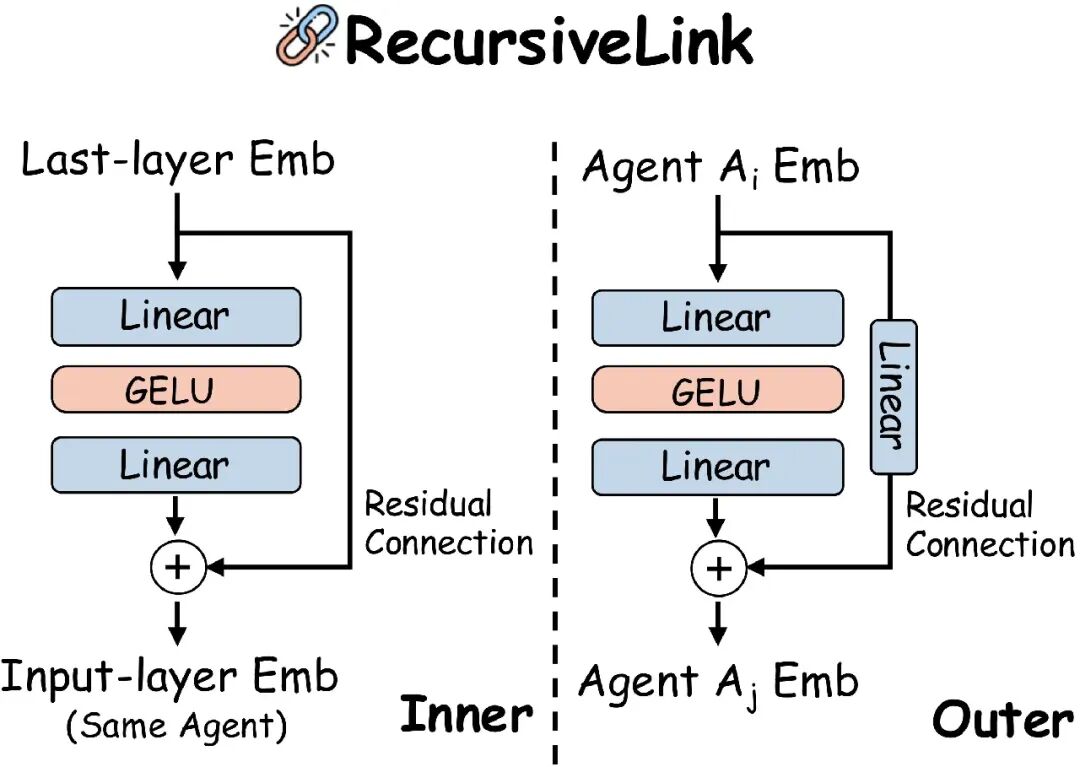 RecursiveLink
Last-layer Emb
Linear
GELU
Linear
Residual
Connection
+
Input-layer Emb
(Same Agent)
Inner
Agent Ai Emb
Linear
GELU
Linear
Linear
Residual
Connection
+
Agent Aj Emb
Outer